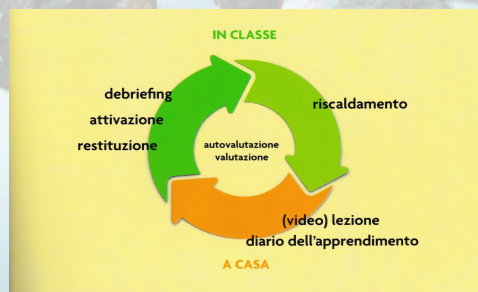 IN CLASSE
debriefing
attivazione
restituzione
riscaldamento
autovalutazione
valutazione
(video) lezione
diario dell'apprendimento
A CASA